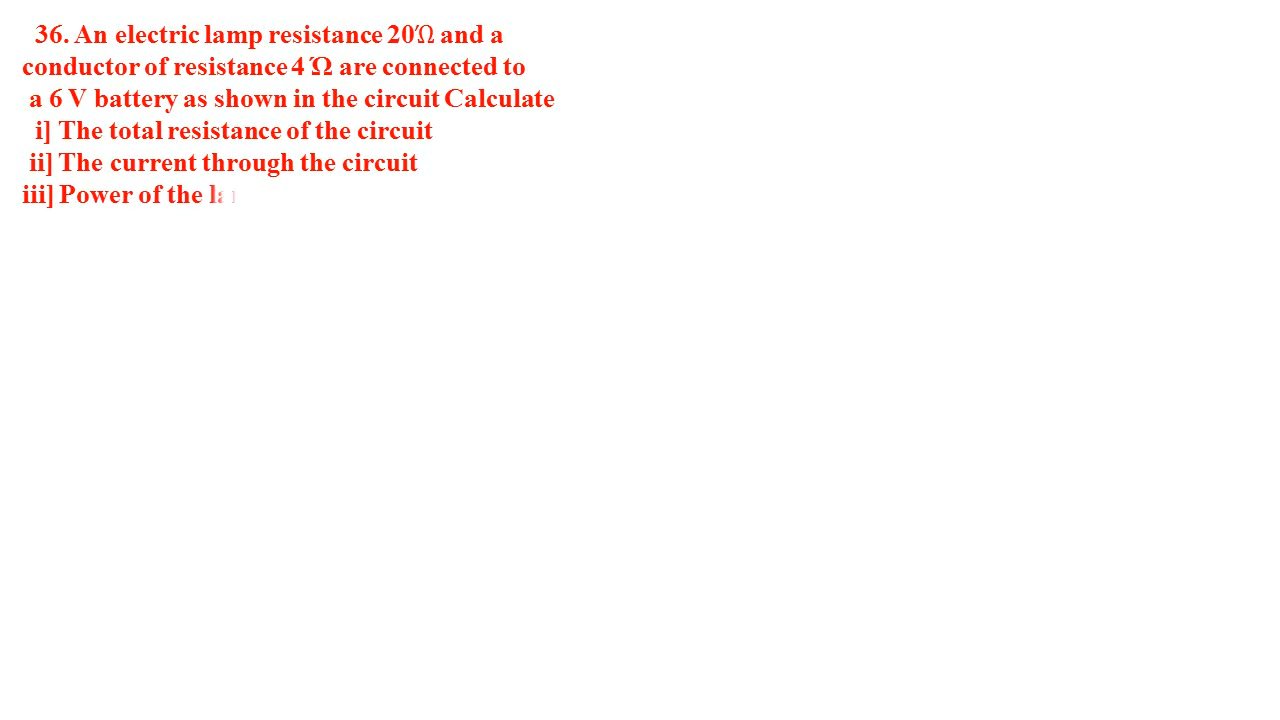 36. An electric lamp resistance 20Ώ and a
conductor of resistance 4 Ώ are connected to
a 6 V battery as shown in the circuit Calculate
i] The total resistance of the circuit
ii] The current through the circuit
iii] Power of the